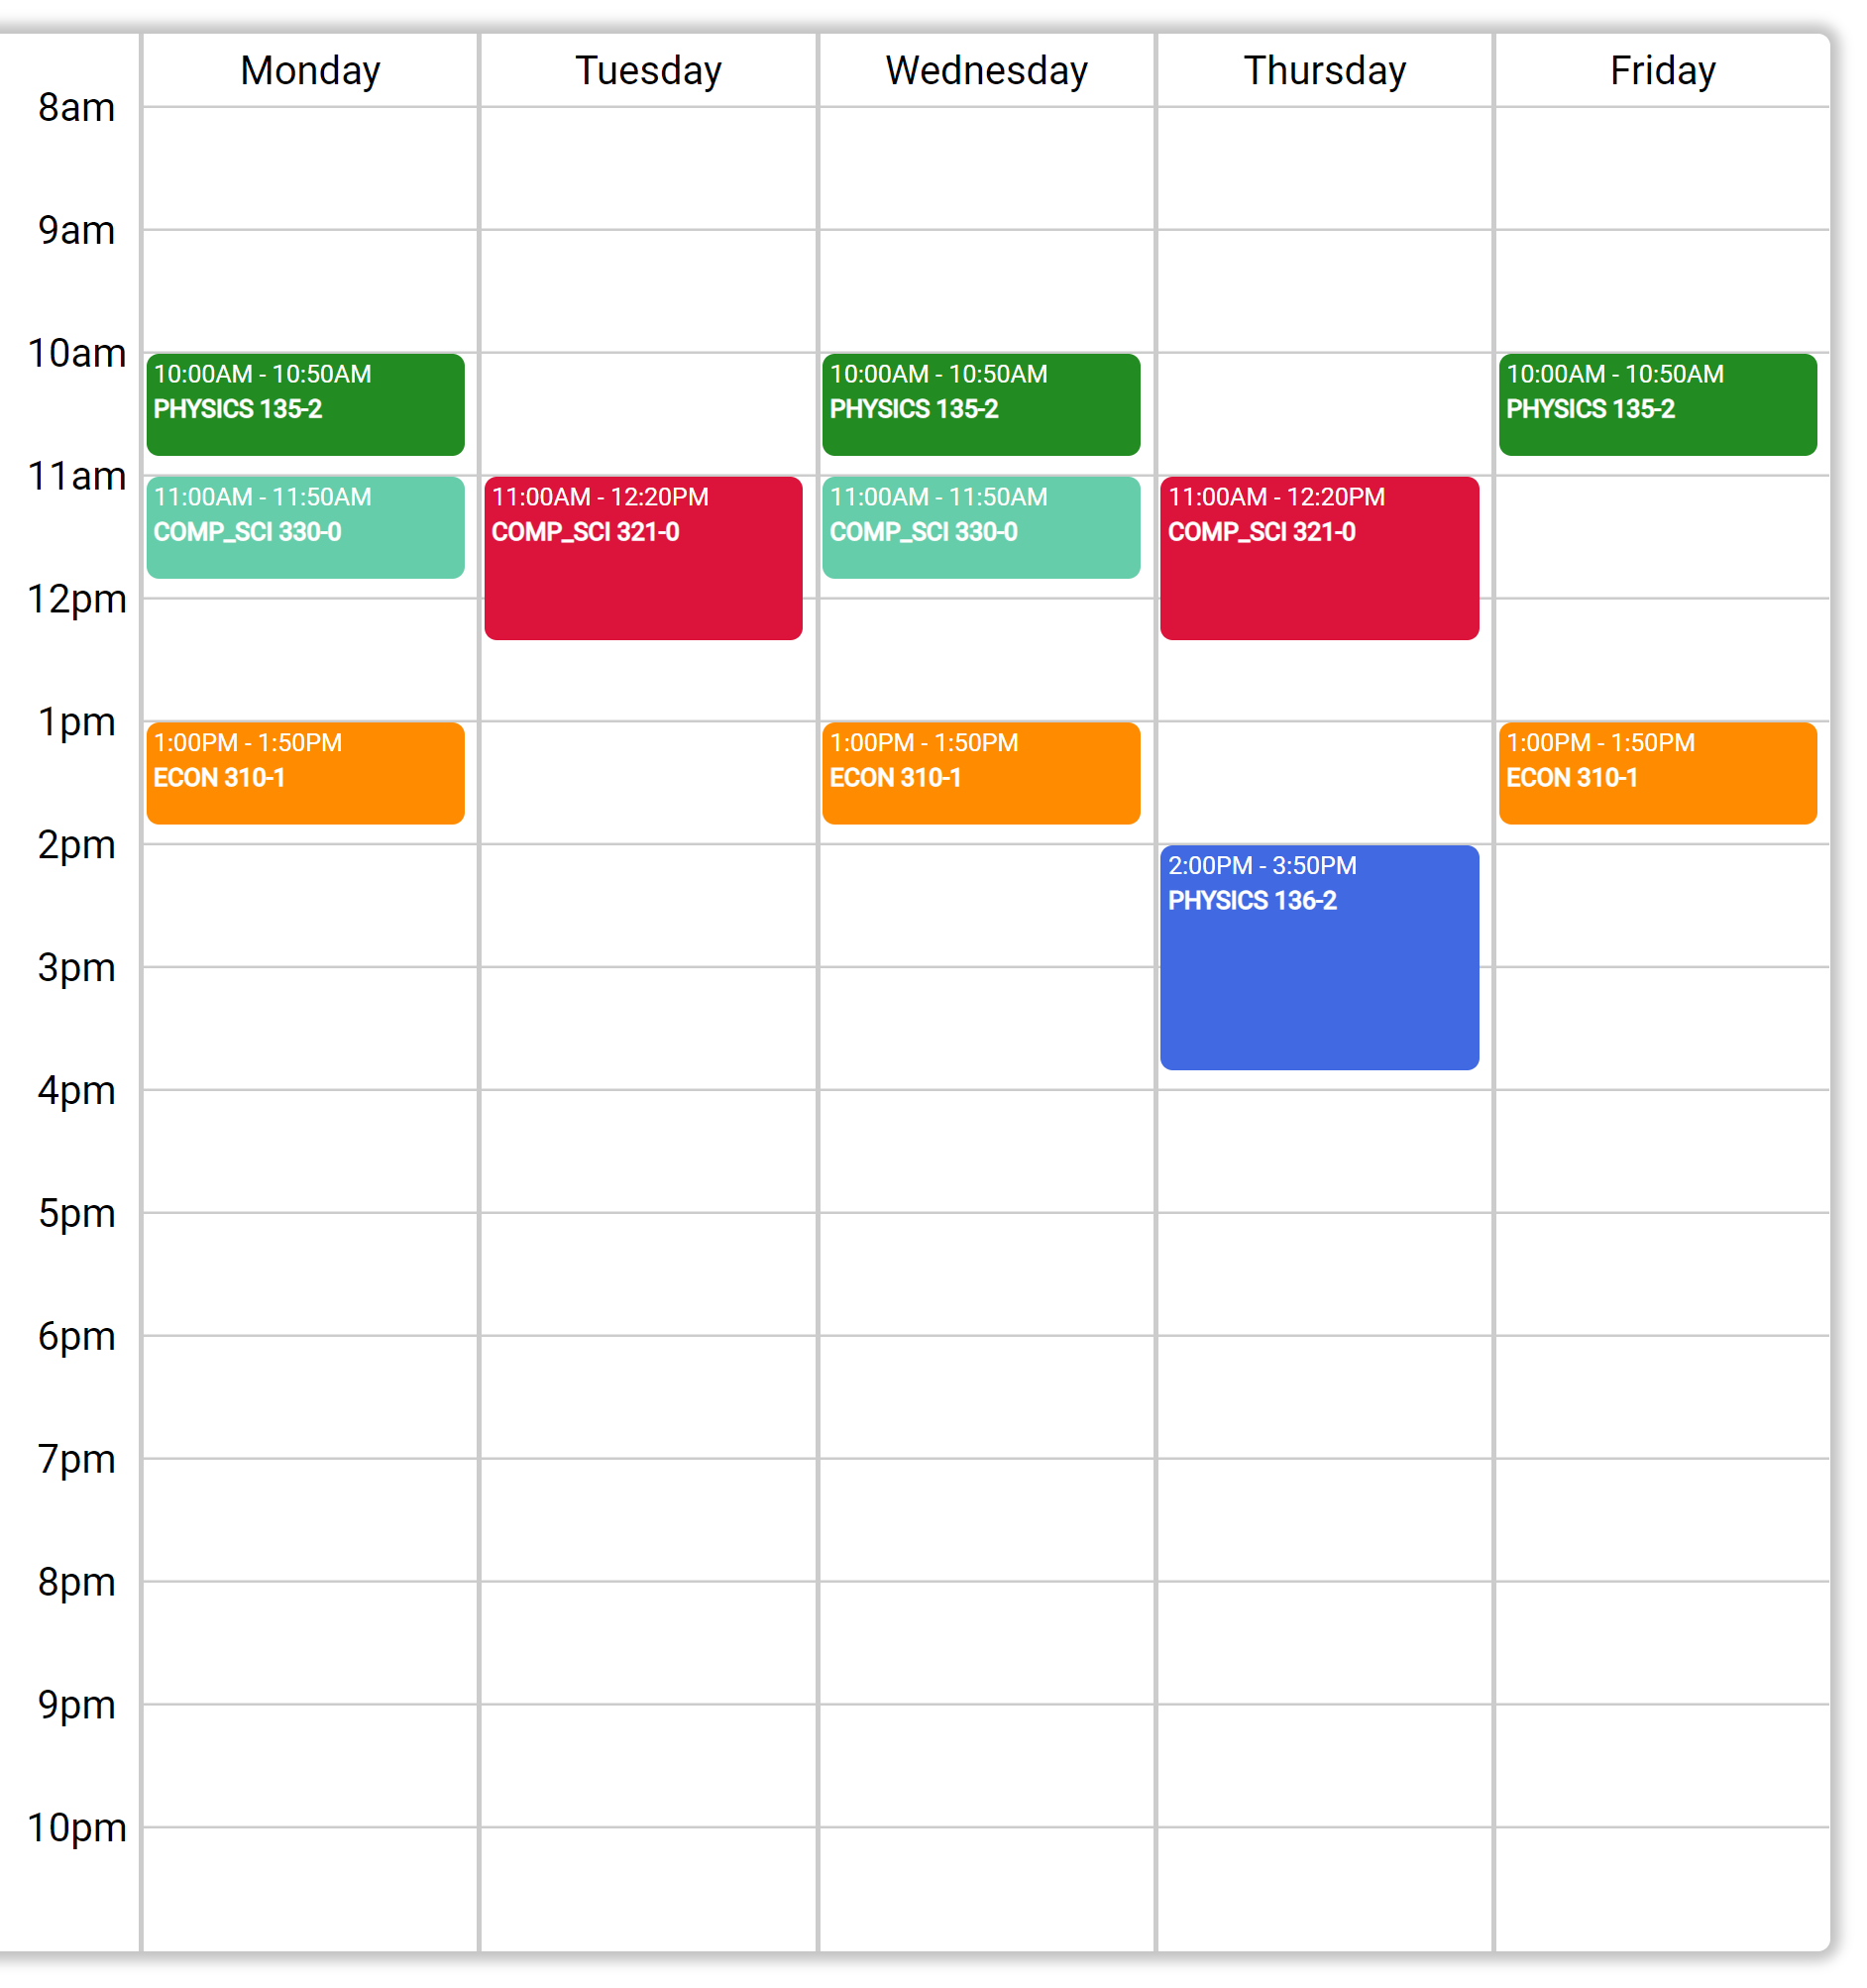 Monday Tuesday Wednesday Thursday Friday
8am
9am
10am
10:00AM - 10:50AM 10:00AM - 10:50AM 10:00AM - 10:50AM
PHYSICS 135-2 PHYSICS 135-2 PHYSICS 135-2
11am
11:00AM - 11:50AM 11:00AM - 12:20PM 11:00AM - 11:50AM 11:00AM - 12:20PM
COMP_SCI 330-0 COMP_SCI 321-0 COMP_SCI 330-0 COMP_SCI 321-0
12pm
1pm
1:00PM - 1:50PM 1:00PM - 1:50PM 1:00PM - 1:50PM
ECON 310-1 ECON 310-1 ECON 310-1
2pm
2:00PM - 3:50PM
PHYSICS 136-2
3pm
4pm
5pm
6pm
7pm
8pm
9pm
10pm